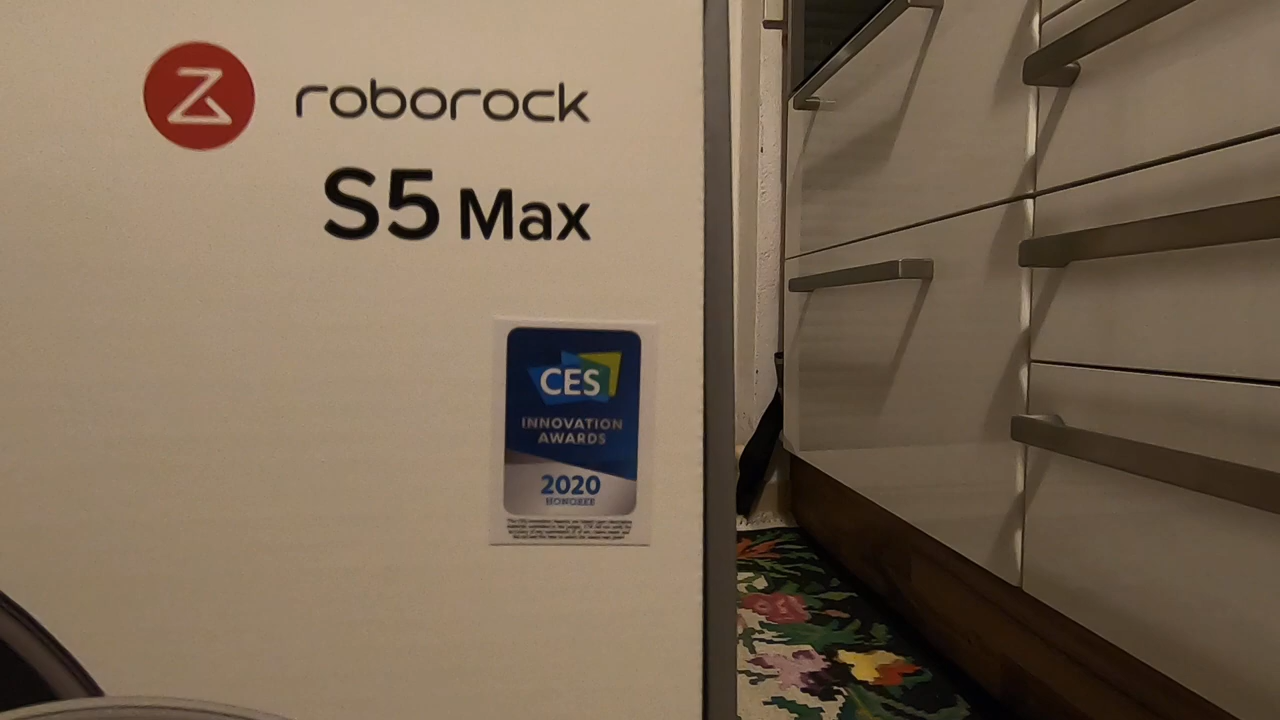 roborock
S5 Max
CES
INNOVATION
AWARDS
2020
HONOREE